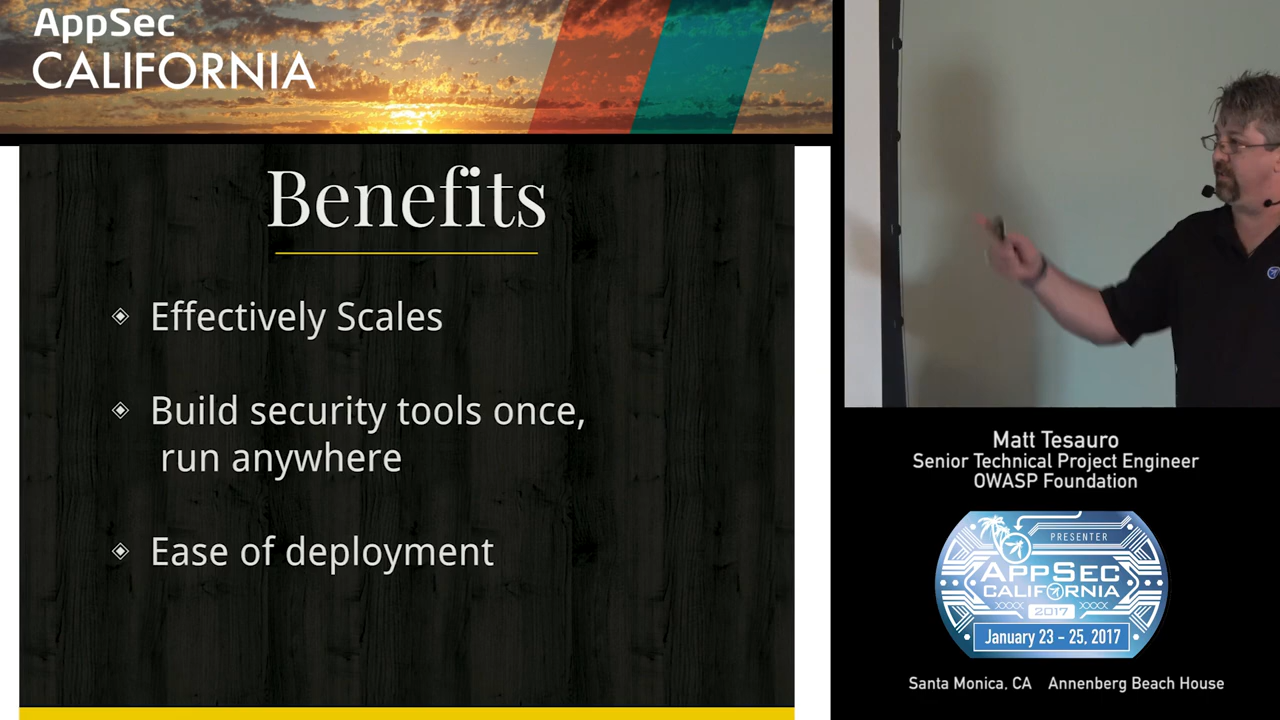 AppSec
CALIFORNIA
Benefits
Effectively Scales
Build security tools once,
run anywhere
Ease of deployment
Matt Tesauro
Senior Technical Project Engineer
OWASP Foundation
PRESENTER
APPSEC
CALIFORNIA
2017
January 23 - 25, 2017
Santa Monica, CA Annenberg Beach House